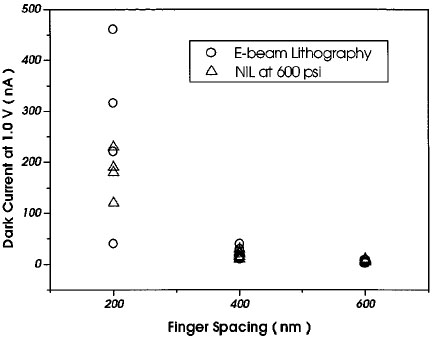 500
400
300
200
100
0
Dark Current at 1.0 V ( nA )
E-beam Lithography
NIL at 600 psi
200
400
600
Finger Spacing ( nm )